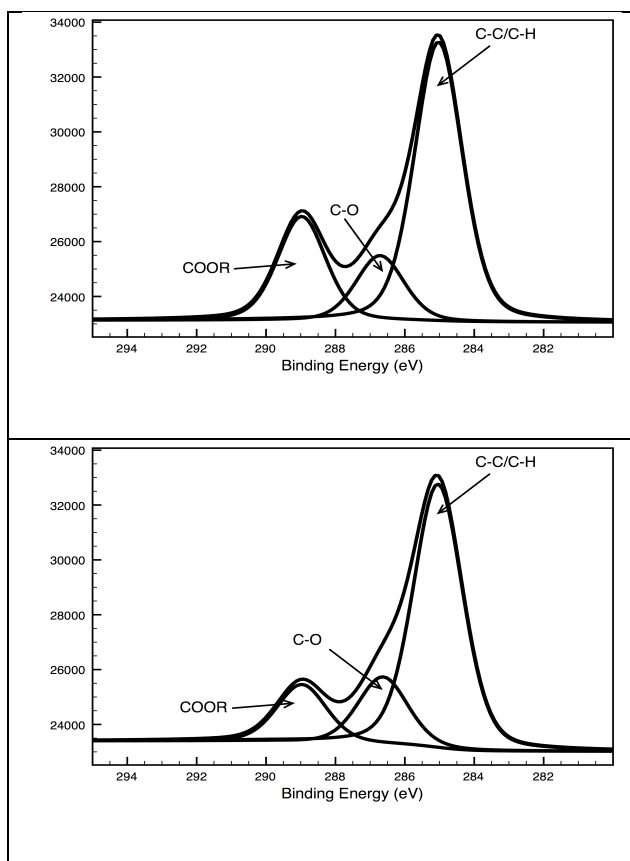 34000
C-C/C-H
32000
30000
28000
C-O
26000
COOR
24000
294 292 290 288 286 284 282
Binding Energy (eV)
34000
C-C/C-H
32000
30000
28000
C-O
26000
COOR
24000
294 292 290 288 286 284 282
Binding Energy (eV)